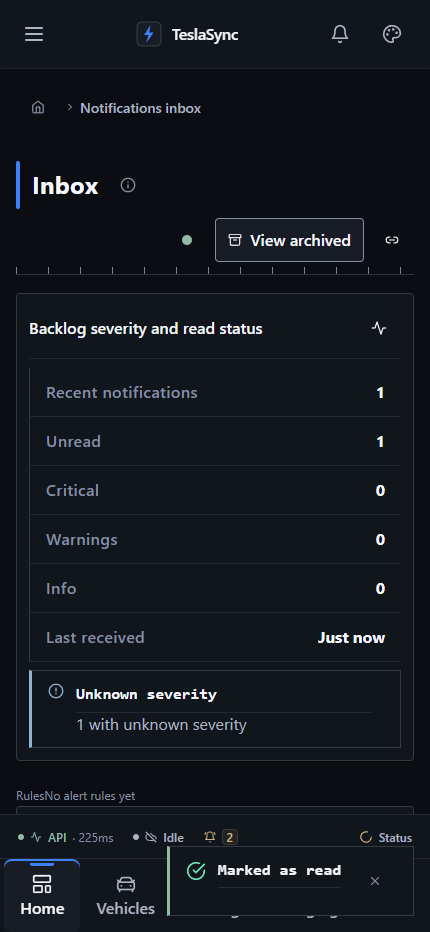 TeslaSync
Notifications inbox
Inbox
View archived
Backlog severity and read status
Recent notifications 1
Unread 1
Critical 0
Warnings 0
Info 0
Last received Just now
Unknown severity
1 with unknown severity
RulesNo alert rules yet
API · 225ms Idle 2 Status
Marked as read
Home Vehicles